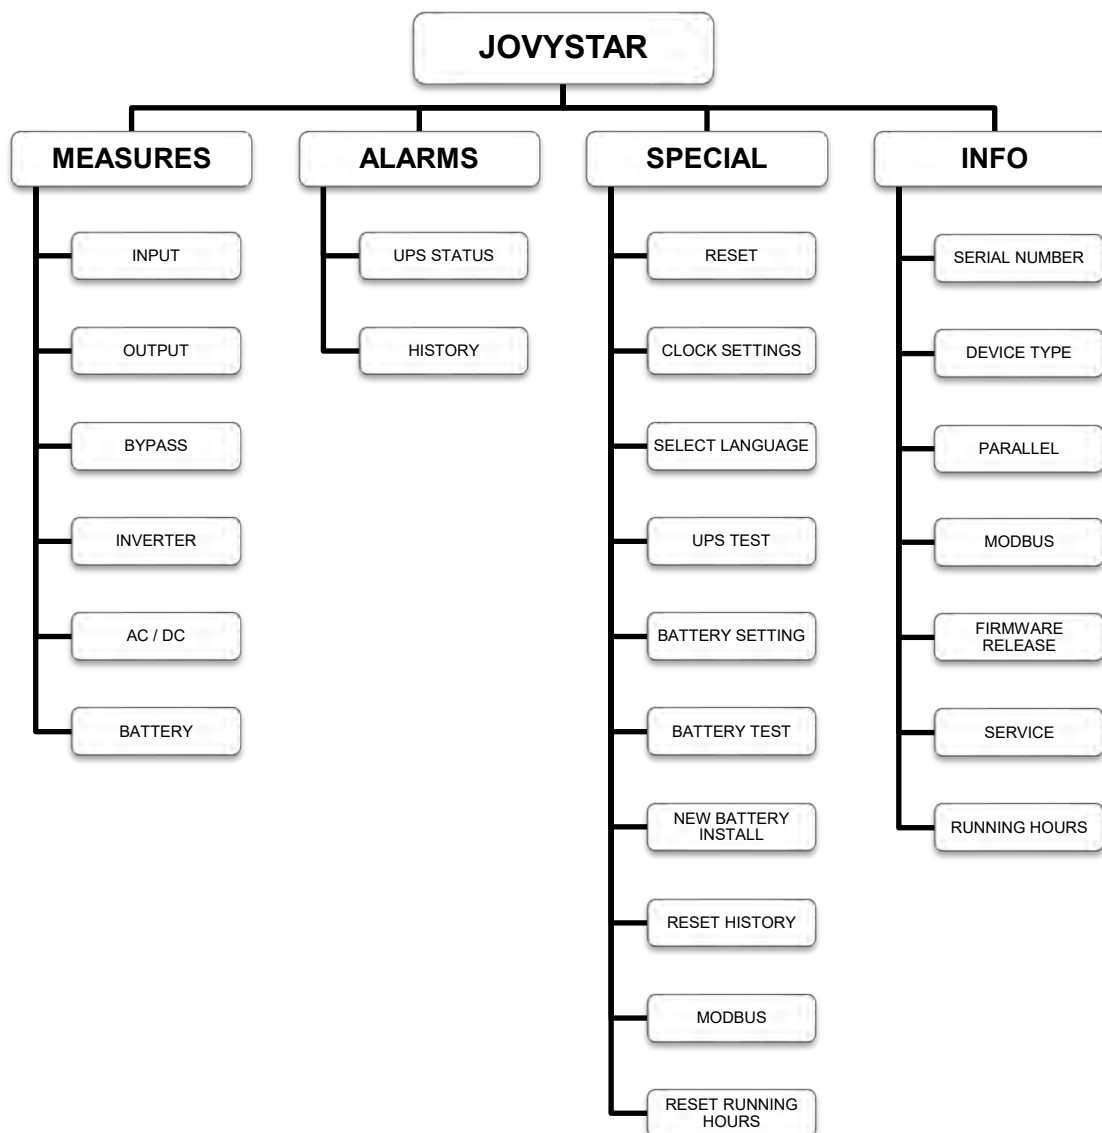 JOVYSTAR
MEASURES
INPUT
OUTPUT
BYPASS
INVERTER
AC / DC
BATTERY
ALARMS
UPS STATUS
HISTORY
SPECIAL
RESET
CLOCK SETTINGS
SELECT LANGUAGE
UPS TEST
BATTERY SETTING
BATTERY TEST
NEW BATTERY
INSTALL
RESET HISTORY
MODBUS
RESET RUNNING
HOURS
INFO
SERIAL NUMBER
DEVICE TYPE
PARALLEL
MODBUS
FIRMWARE
RELEASE
SERVICE
RUNNING HOURS